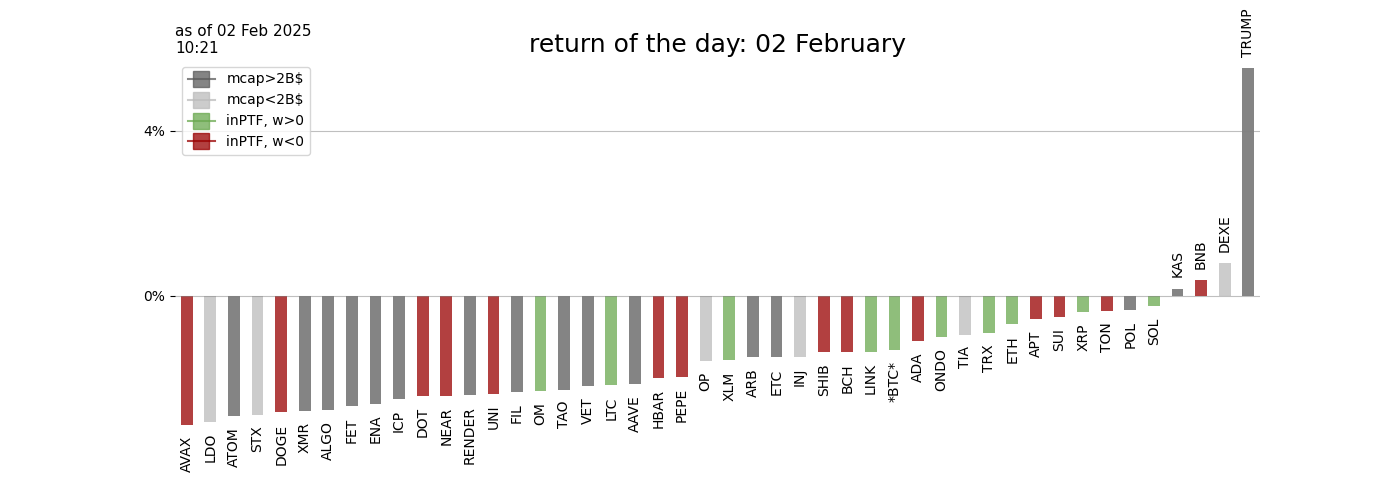 as of 02 Feb 2025
10:21
return of the day: 02 February
mcap>2B$
mcap<2B$
inPTF, w>0
inPTF, w<0
4%
0%
AVAX
LDO
ATOM
STX
DOGE
XMR
ALGO
FET
ENA
ICP
DOT
NEAR
RENDER
UNI
FIL
OM
TAO
VET
LTC
AAVE
HBAR
PEPE
OP
XLM
ARB
ETC
INJ
SHIB
BCH
LINK
*BTC*
ADA
ONDO
TIA
TRX
ETH
APT
SUI
XRP
TON
POL
SOL
KAS
BNB
DEXE
TRUMP